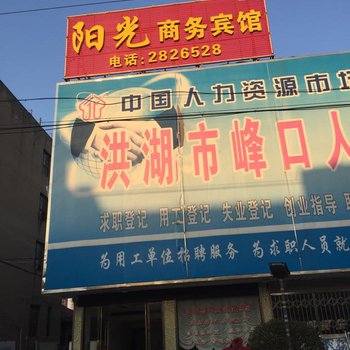 阳光商务宾馆
电话:2826528
中国人力资源市场
洪湖市峰口人
求职登记 用工登记 失业登记 创业指导
为用工单位招聘服务 为求职人员就